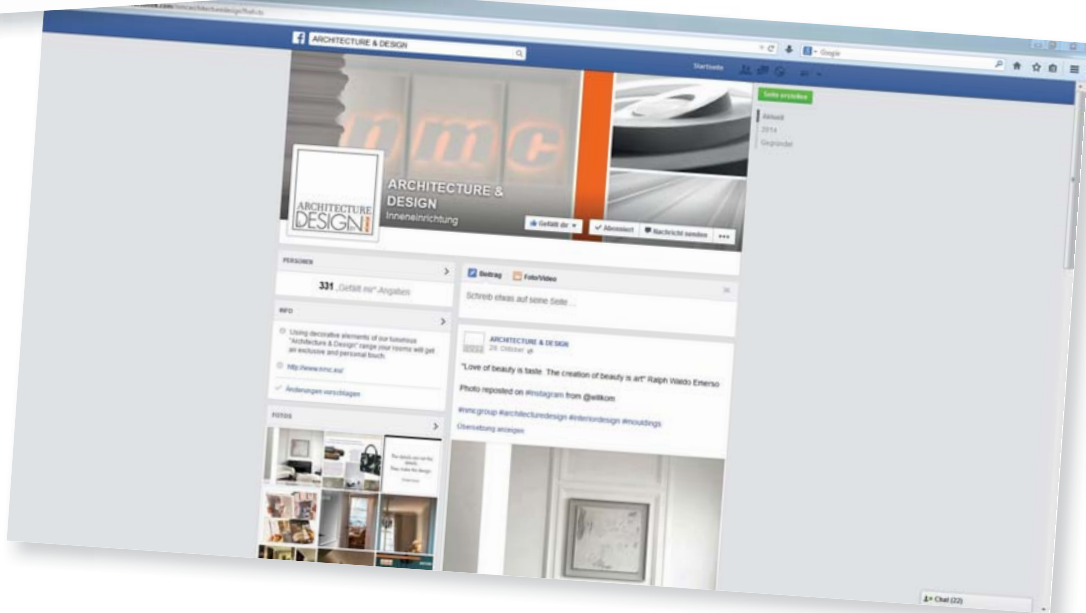 ARCHITECTURE & DESIGN
Google
Startseite
nmc
Seite erstellen
Aktuell
2014
Gegründet
ARCHITECTURE
DESIGN
ARCHITECTURE &
DESIGN
Inneneinrichtung
Gefällt dir
Abonniert
Nachricht senden
PERSONEN
331 „Gefällt mir“-Angaben
INFO
Using decorative elements of our luxurious
"Architecture & Design" range your rooms will get
an exclusive and personal touch.
http://www.nmc.eu/
Änderungen vorschlagen
FOTOS
Beitrag
Foto/Video
Schreib etwas auf seine Seite ...
ARCHITECTURE & DESIGN
28. Oktober
"Love of beauty is taste. The creation of beauty is art" Ralph Waldo Emerso
Photo reposted on #Instagram from @willkom
#nmcgroup #architecturedesign #interiordesign #mouldings
Übersetzung anzeigen
Chat (22)